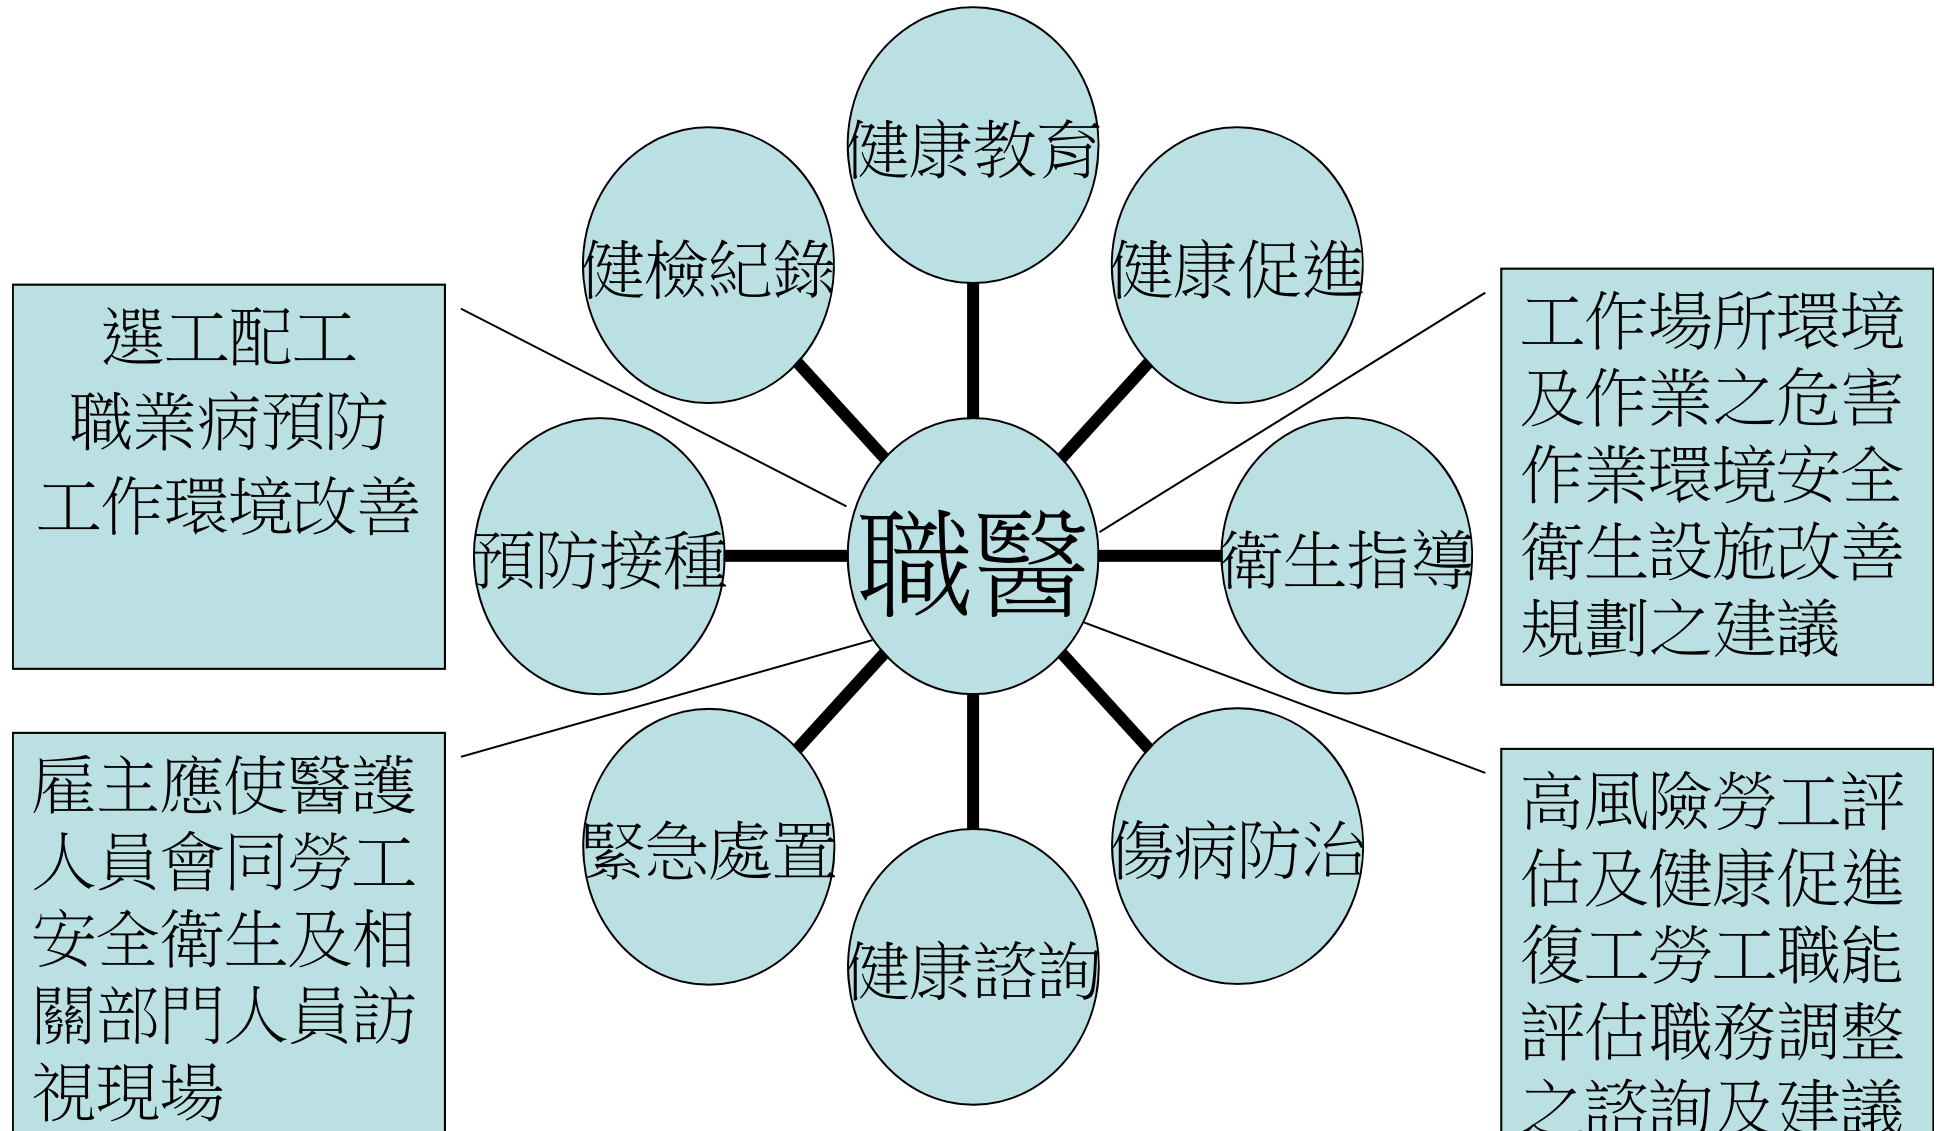 健康教育
健檢紀錄
健康促進
選工配工
職業病預防
工作環境改善
工作場所環境
及作業之危害
作業環境安全
衛生設施改善
規劃之建議
預防接種
職醫
衛生指導
雇主應使醫護
人員會同勞工
安全衛生及相
關部門人員訪
視現場
緊急處置
傷病防治
健康諮詢
高風險勞工評
估及健康促進
復工勞工職能
評估職務調整
之諮詢及建議